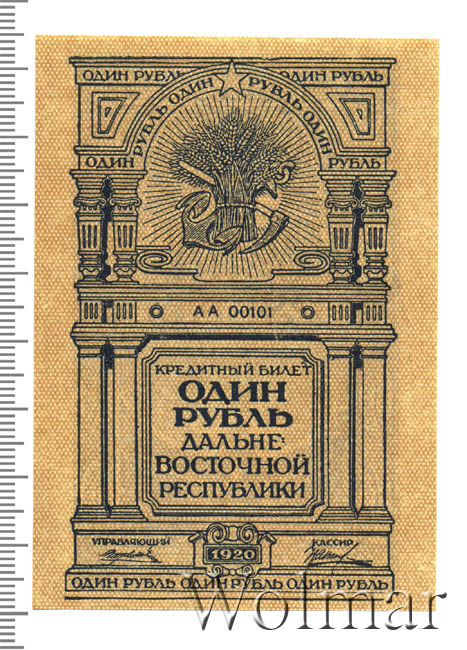 ОДИН РУБЛЬ ОДИН РУБЛЬ
РУБЛЬ ОДИН РУБЛЬ ОДИН
ОДИН РУБЛЬ
АА 00101
КРЕДИТНЫЙ БИЛЕТ
ОДИН
РУБЛЬ
ДАЛЬНЕ-
ВОСТОЧНОЙ
РЕСПУБЛИКИ
УПРАВЛЯЮЩИЙ КАССИР
1920
ОДИН РУБЛЬ ОДИН РУБЛЬ ОДИН РУБЛЬ
Wolmar